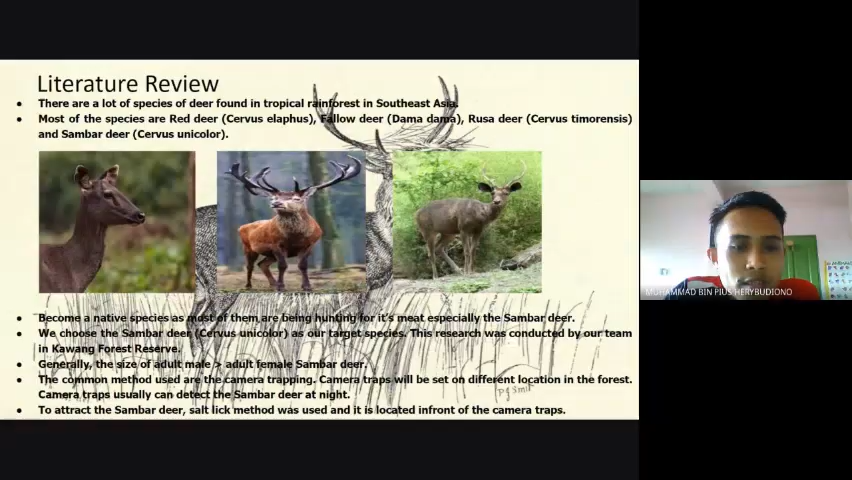 Literature Review
• There are a lot of species of deer found in tropical rainforest in Southeast Asia.
• Most of the species are Red deer (Cervus elaphus), Fallow deer (Dama dama), Rusa deer (Cervus timorensis)
and Sambar deer (Cervus unicolor).
• Become a native species as most of them are being hunting for it's meat especially the Sambar deer.
• We choose the Sambar deer (Cervus unicolor) as our target species. This research was conducted by our team
in Kawang Forest Reserve.
• Generally, the size of adult male > adult female Sambar deer.
• The common method used are the camera trapping. Camera traps will be set on different location in the forest.
Camera traps usually can detect the Sambar deer at night.
• To attract the Sambar deer, salt lick method was used and it is located infront of the camera traps.
MUHAMMAD BIN PIUS HERYBUDIONO